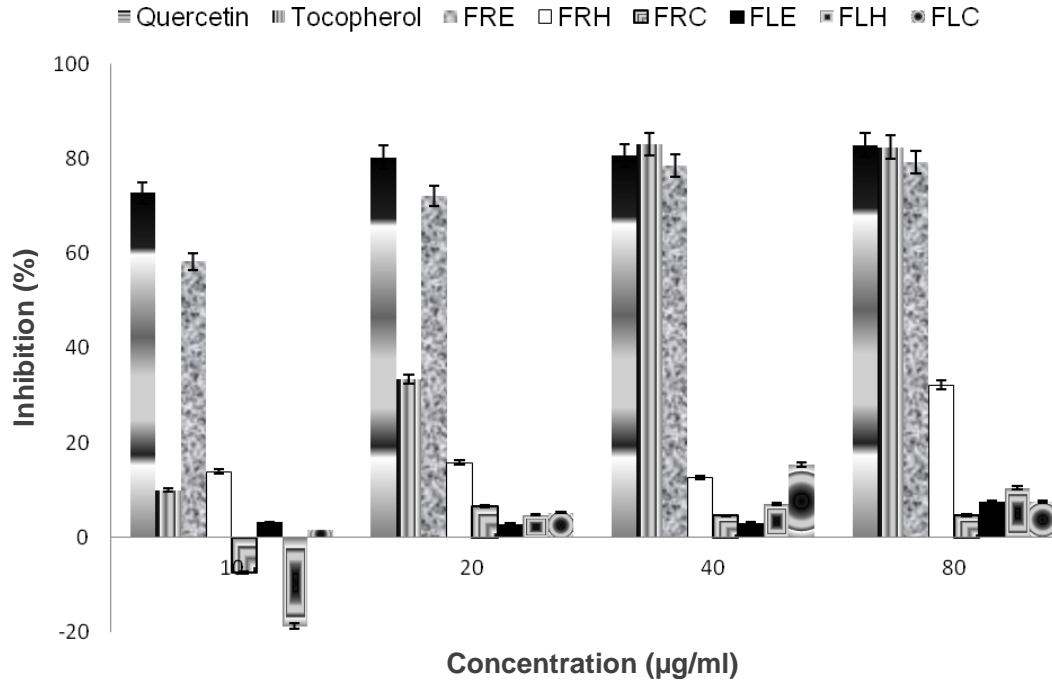 Quercetin Tocopherol FRE FRH FRC FLE FLH FLC
100
80
60
40
20
0
-20
10 20 40 80
Inhibition (%)
Concentration (µg/ml)